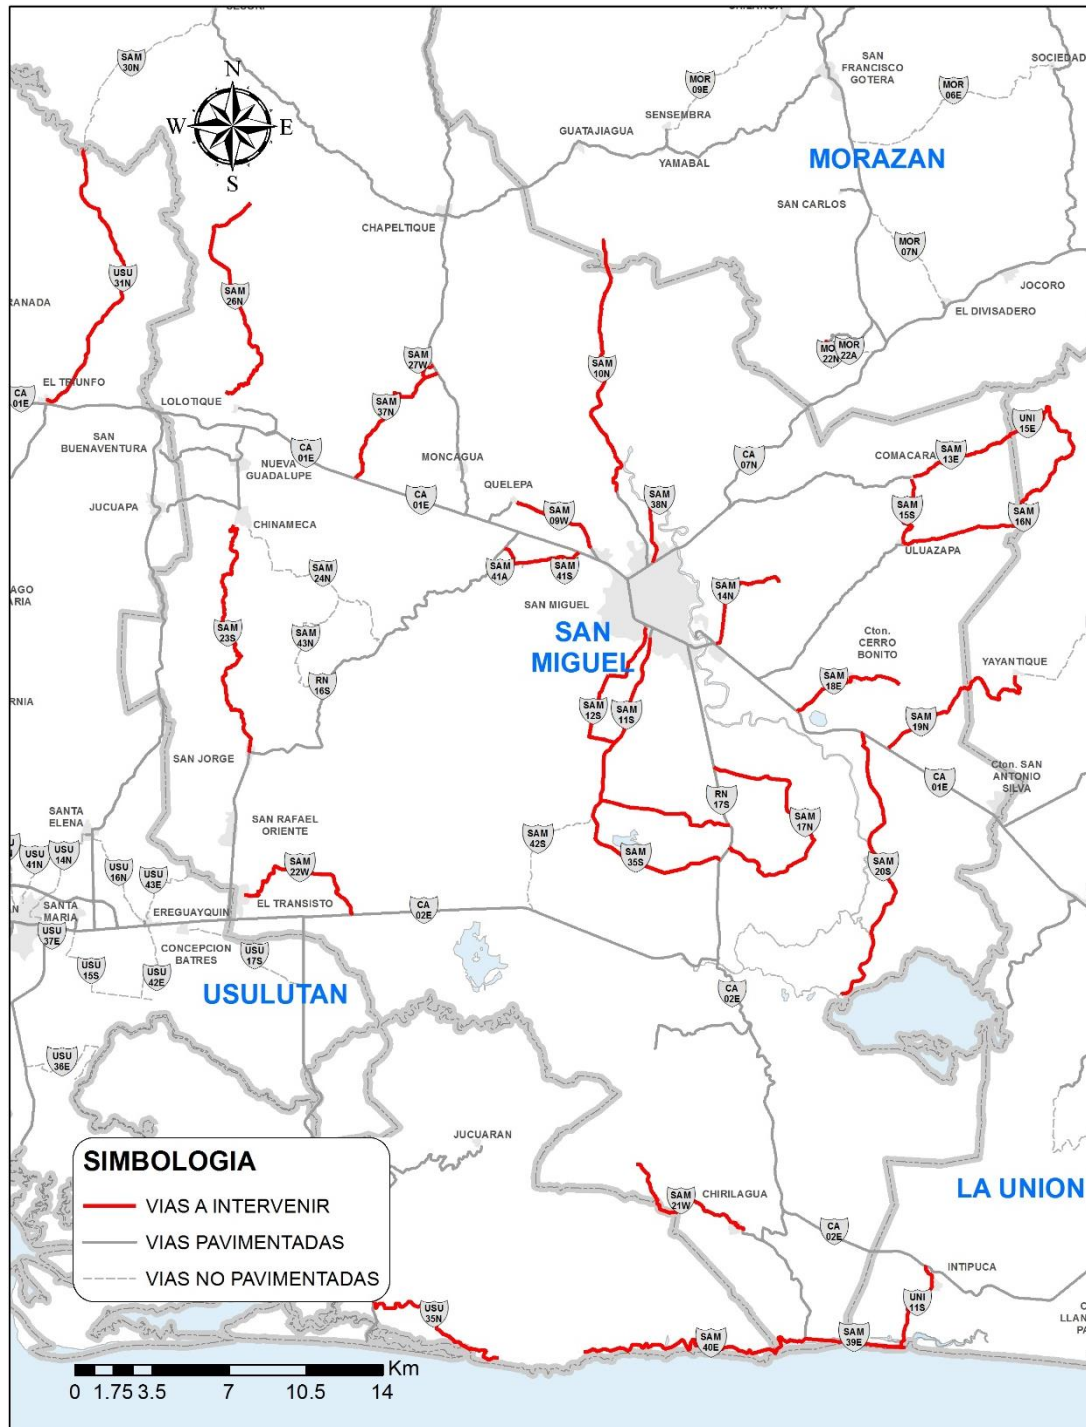 SAM
30N
MOR
09E
SAN
FRANCISCO
GOTERA
SOCIEDAD
MOR
06E
SENSEMBRA
GUATAJIAGUA
YAMABAL
N
W
E
S
MORAZAN
SAN CARLOS
CHAPELTIQUE
MOR
07N
USU
31N
SAM
26N
JOCORO
EL DIVISADERO
MOR
22N
MOR
22A
SAM
27W
SAM
10N
EL TRIUNFO
CA
01E
LOLOTIQUE
SAM
37N
UNI
15E
SAN
BUENAVENTURA
CA
01E
MONCAGUA
CA
07N
COMACARA
SAM
13E
NUEVA
GUADALUPE
QUELEPA
CA
01E
SAM
38N
SAM
15S
SAM
16N
JUCUAPA
CHINAMECA
SAM
09W
ULUAZAPA
SAM
24N
SAM
41A
SAM
41S
SAM
14N
SAN MIGUEL
SAN
MIGUEL
SAM
23S
SAM
43N
Cton.
CERRO
BONITO
YAYANTIQUE
RN
16S
SAM
18E
SAM
12S
SAM
11S
SAM
19N
SAN JORGE
Cton. SAN
ANTONIO
SILVA
CA
01E
RN
17S
SANTA
ELENA
SAN RAFAEL
ORIENTE
SAM
42S
SAM
17N
USU
41N
USU
14N
USU
16N
USU
43E
SAM
22W
SAM
35S
SAM
20S
SANTA
MARIA
EREGUAYQUIN
EL TRANSISTO
CA
02E
USU
37E
CONCEPCION
BATRES
USU
17S
USU
15S
USU
42E
USULUTAN
CA
02E
USU
36E
JUCUARAN
SIMBOLOGIA
VIAS A INTERVENIR
VIAS PAVIMENTADAS
VIAS NO PAVIMENTADAS
SAM
21W
CHIRILAGUA
LA UNION
CA
02E
INTIPUCA
UNI
11S
USU
35N
SAM
40E
SAM
39E
Km
0 1.75 3.5 7 10.5 14